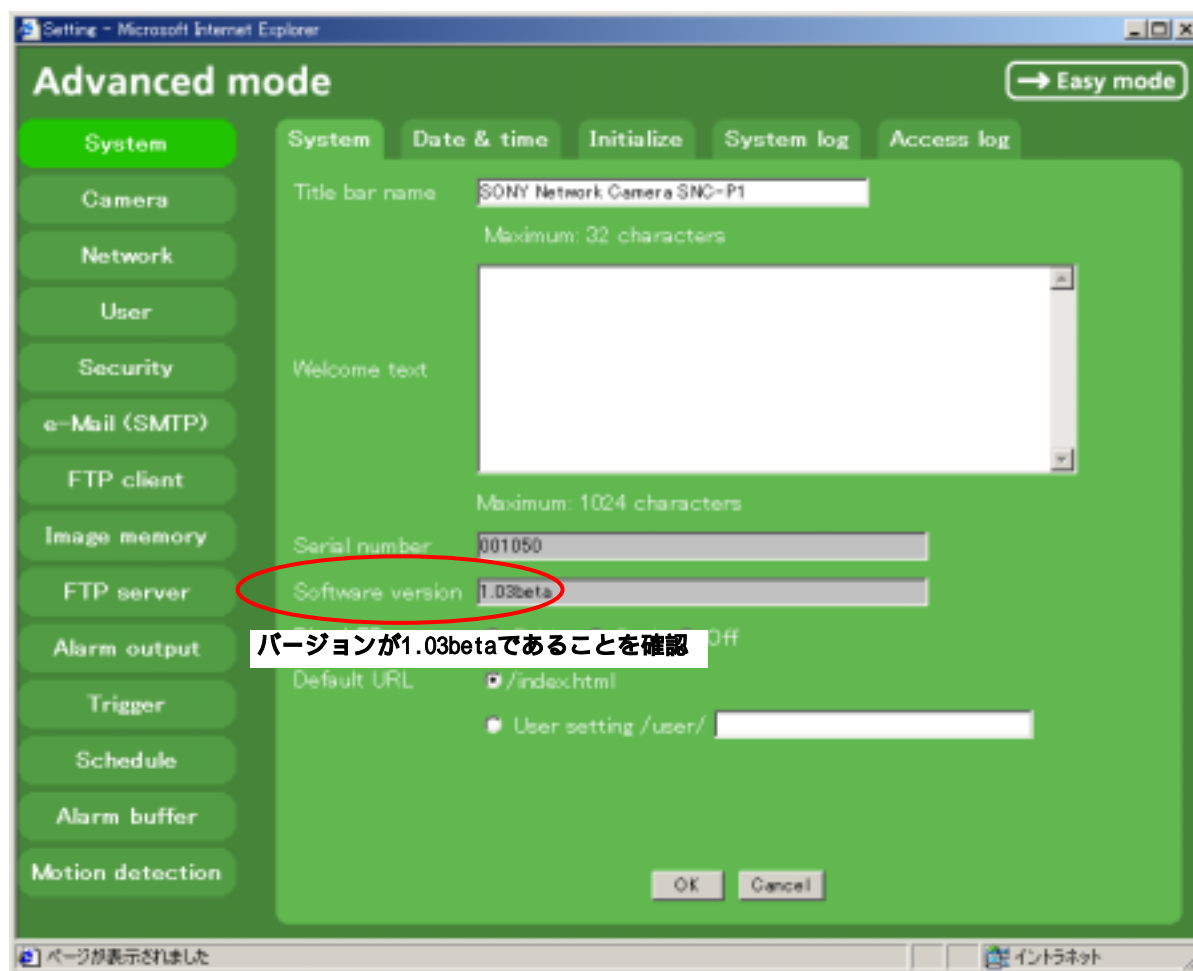 Setting - Microsoft Internet Explorer
Advanced mode
→ Easy mode
System
Camera
Network
User
Security
e-Mail (SMTP)
FTP client
Image memory
FTP server
Alarm output
Trigger
Schedule
Alarm buffer
Motion detection
System Date & time Initialize System log Access log
Title bar name SONY Network Camera SNC-P1
Maximum: 32 characters
Welcome text
Maximum: 1024 characters
Serial number 001050
Software version 1.03beta
バージョンが1.03betaであることを確認
Off
Default URL /index.html
User setting /user/
OK Cancel
ページが表示されました
イントラネット